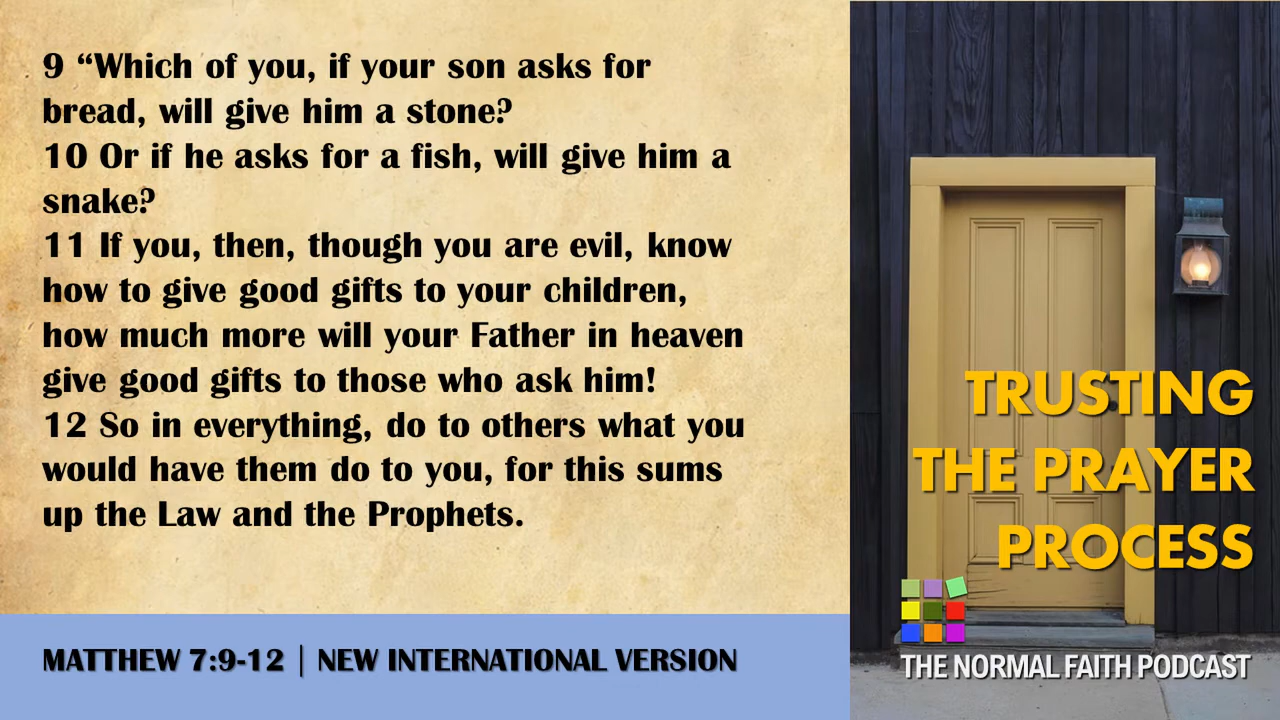 9 “Which of you, if your son asks for
bread, will give him a stone?
10 Or if he asks for a fish, will give him a
snake?
11 If you, then, though you are evil, know
how to give good gifts to your children,
how much more will your Father in heaven
give good gifts to those who ask him!
12 So in everything, do to others what you
would have them do to you, for this sums
up the Law and the Prophets.
MATTHEW 7:9-12 | NEW INTERNATIONAL VERSION
TRUSTING
THE PRAYER
PROCESS
THE NORMAL FAITH PODCAST